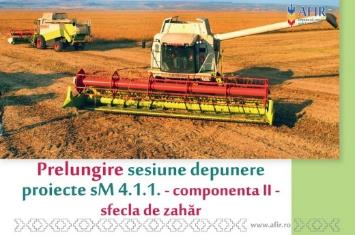 AFIR
Prelungire sesiune depunere
proiecte sM 4.1.1. - componenta II -
sfecla de zahăr
www.afir.ro